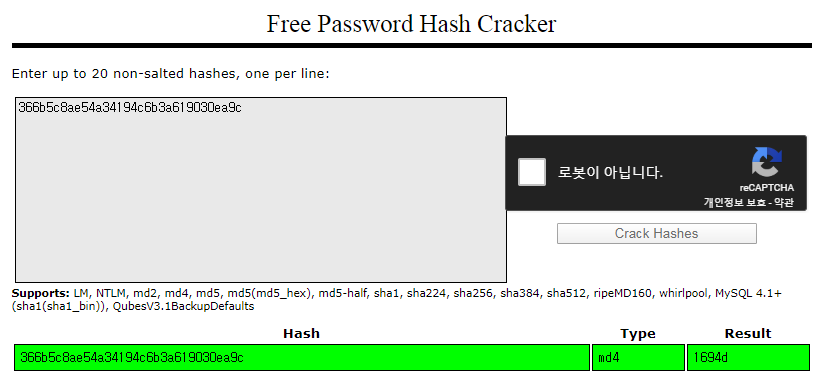 Free Password Hash Cracker
Enter up to 20 non-salted hashes, one per line:
366b5c8ae54a34194c6b3a619030ea9c
로봇이 아닙니다.
reCAPTCHA
개인정보 보호 - 약관
Crack Hashes
Supports: LM, NTLM, md2, md4, md5, md5(md5_hex), md5-half, sha1, sha224, sha256, sha384, sha512, ripeMD160, whirlpool, MySQL 4.1+
(sha1(sha1_bin)), QubesV3.1BackupDefaults
Hash Type Result
366b5c8ae54a34194c6b3a619030ea9c md4 1694d